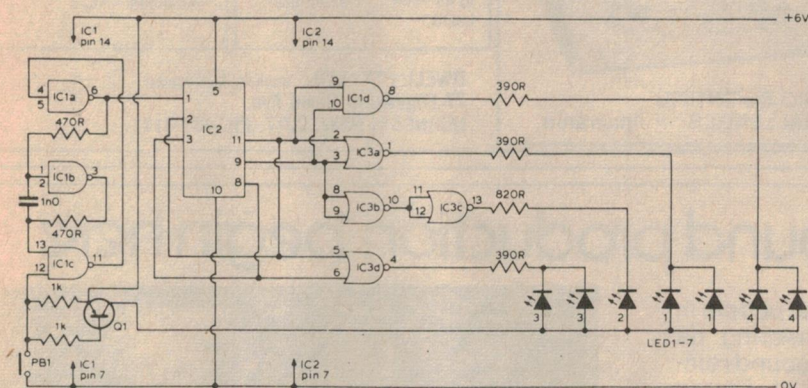 +6V
IC1
pin 14
IC2
pin 14
4
5
IC1a
6
470R
1
2
IC1b
3
1n0
470R
13
12
IC1c
11
1k
1k
Q1
PB1
IC1
pin 7
5
1
2
3
IC2
11
9
8
10
IC2
pin 7
9
10
IC1d
8
390R
2
3
IC3a
1
390R
8
9
IC3b
10
11
12
IC3c
13
820R
5
6
IC3d
4
390R
3
3
2
1
1
4
4
LED1-7
0V